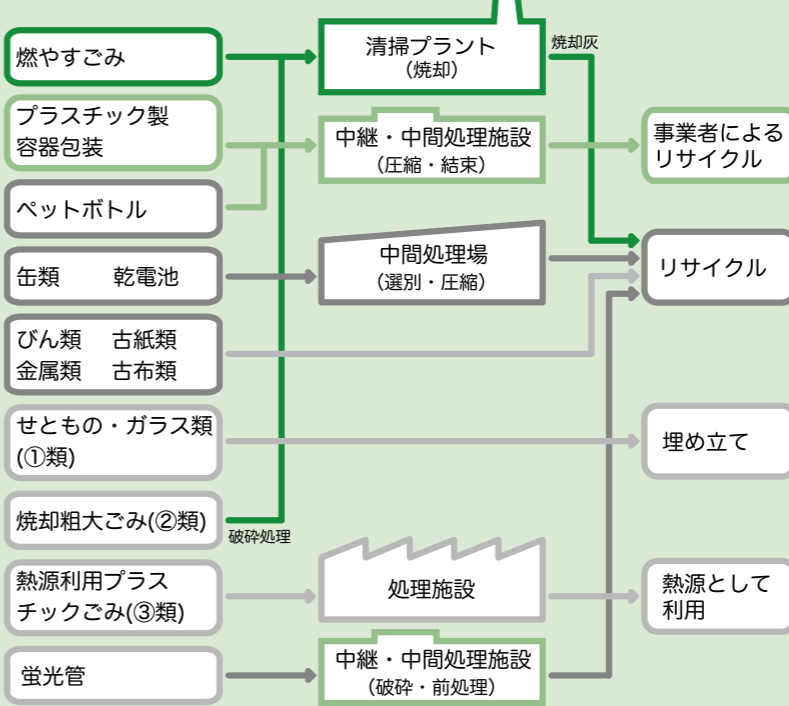 燃やすごみ
清掃プラント
(焼却)
焼却灰
プラスチック製
容器包装
中継・中間処理施設
(圧縮・結束)
事業者による
リサイクル
ペットボトル
缶類 乾電池
中間処理場
(選別・圧縮)
リサイクル
びん類 古紙類
金属類 古布類
せともの・ガラス類
(①類)
埋め立て
焼却粗大ごみ(②類)
破砕処理
熱源利用プラス
チックごみ(③類)
処理施設
熱源として
利用
蛍光管
中継・中間処理施設
(破砕・前処理)